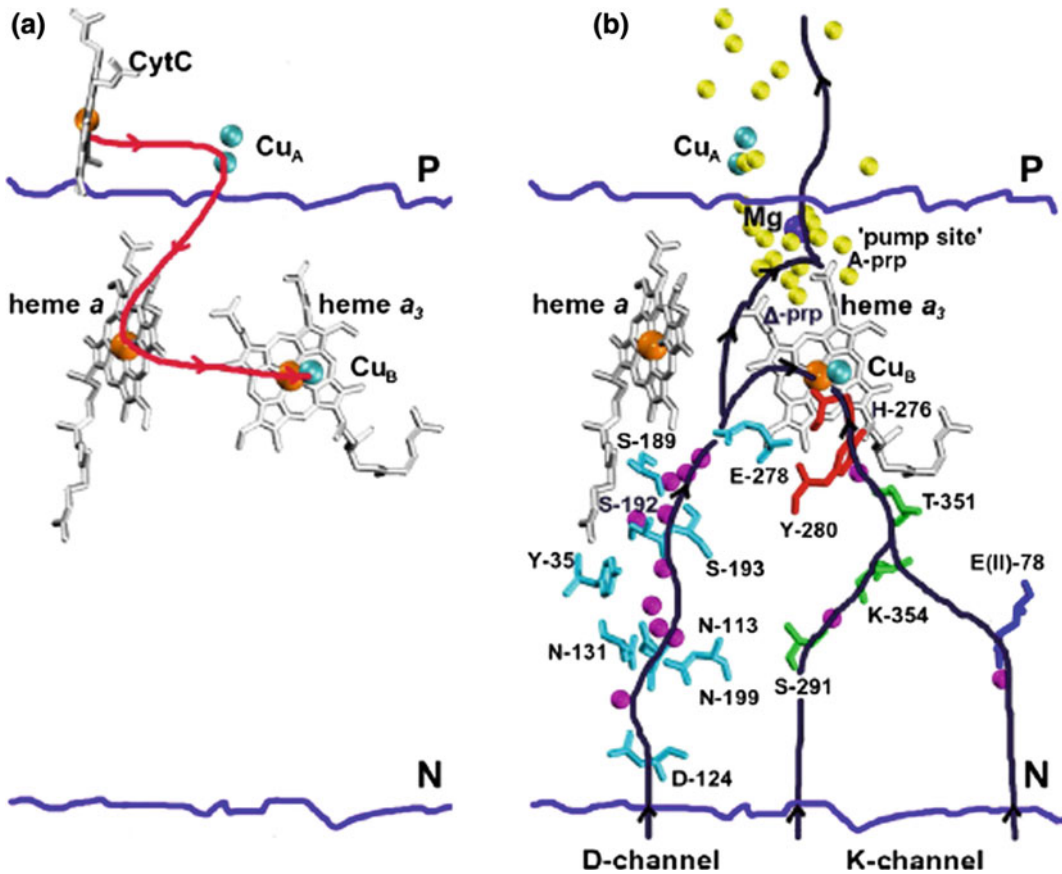 (a)
CytC
CuA
P
heme a
heme a3
CuB
N
(b)
CuA
P
Mg
'pump site'
A-prp
heme a
Δ-prp
heme a3
CuB
H-276
S-189
E-278
S-192
Y-280
T-351
Y-35
S-193
E(II)-78
K-354
N-113
N-131
N-199
S-291
D-124
N
D-channel
K-channel